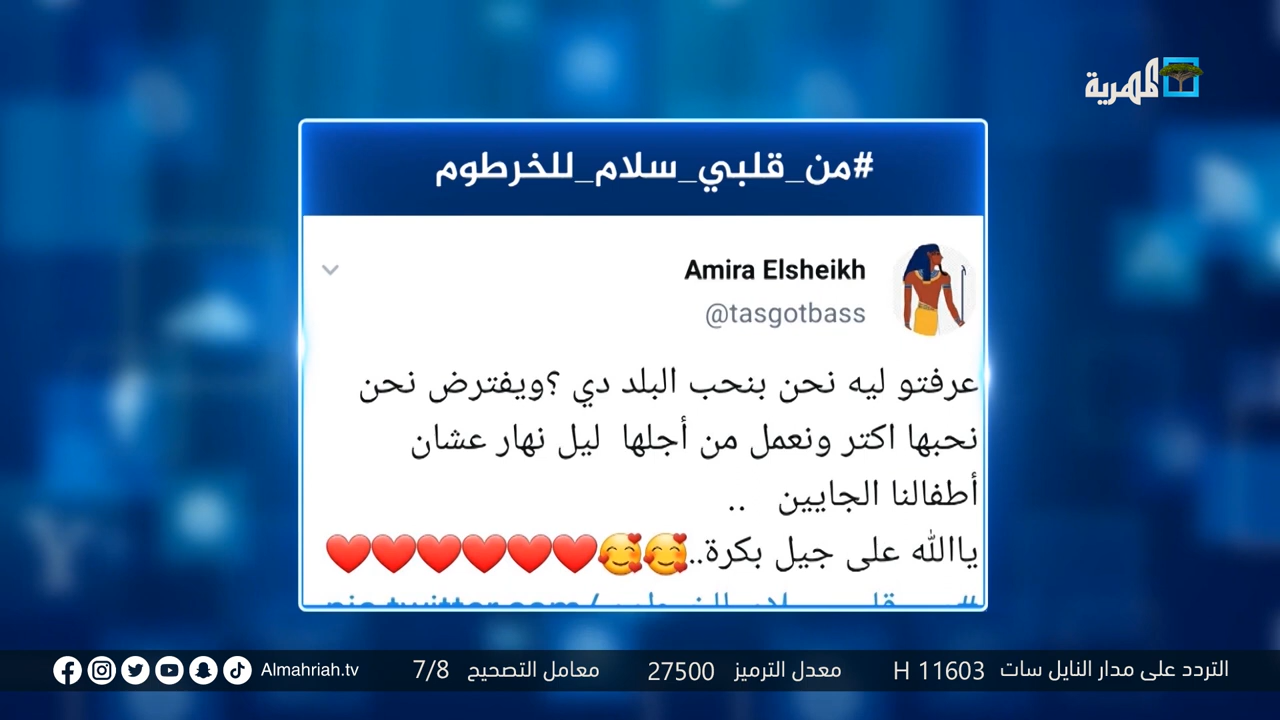 المهرية
#من_قلبي_سلام_للخرطوم
Amira Elsheikh
@tasgotbass
عرفتو ليه نحن بنحب البلد دي ؟ويفترض نحن
نحبها اكتر ونعمل من أجلها ليل نهار عشان
أطفالنا الجايين ..
ياالله على جيل بكرة..🥰🥰❤️❤️❤️❤️❤️❤️
التردد على مدار النايل سات H 11603 معدل الترميز 27500 معامل التصحيح 7/8 Almahriah.tv